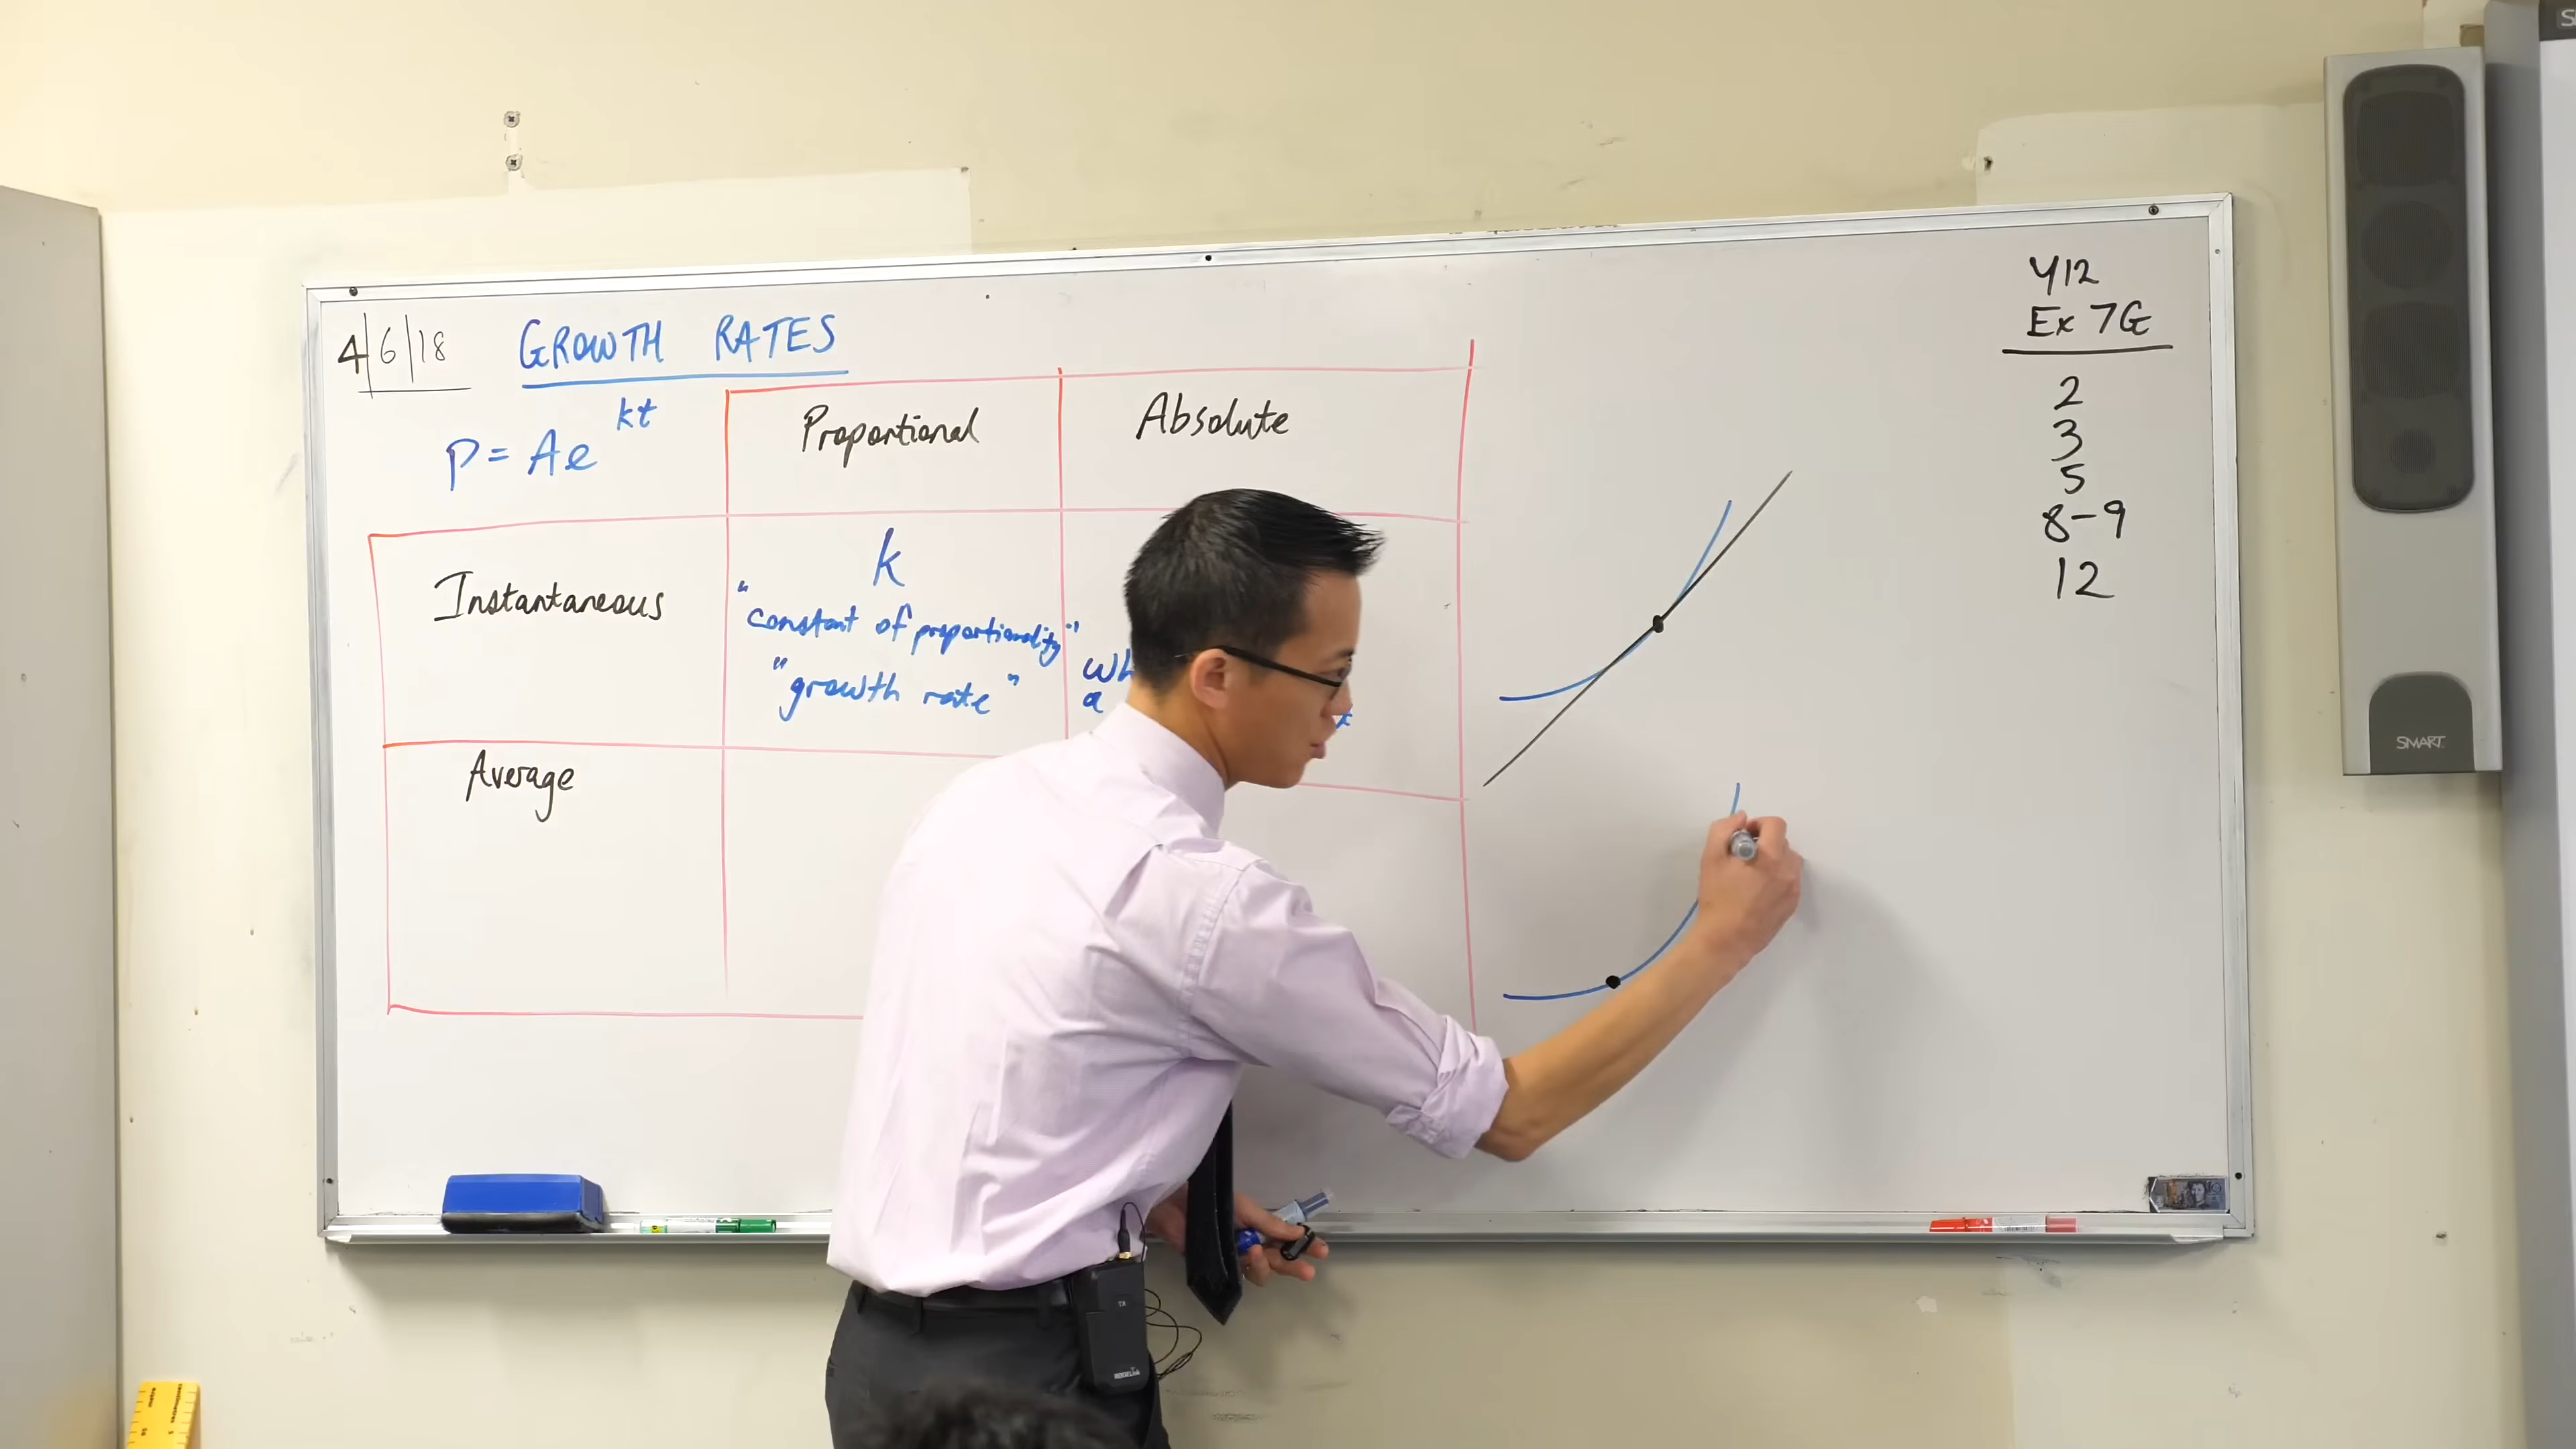 4/6/18
GROWTH RATES
P = Ae^kt
Proportional
Absolute
Instantaneous
k
"constant of proportionality"
"growth rate"
a
Average
Y12
Ex 7G
2
3
5
8-9
12
SMART
TX